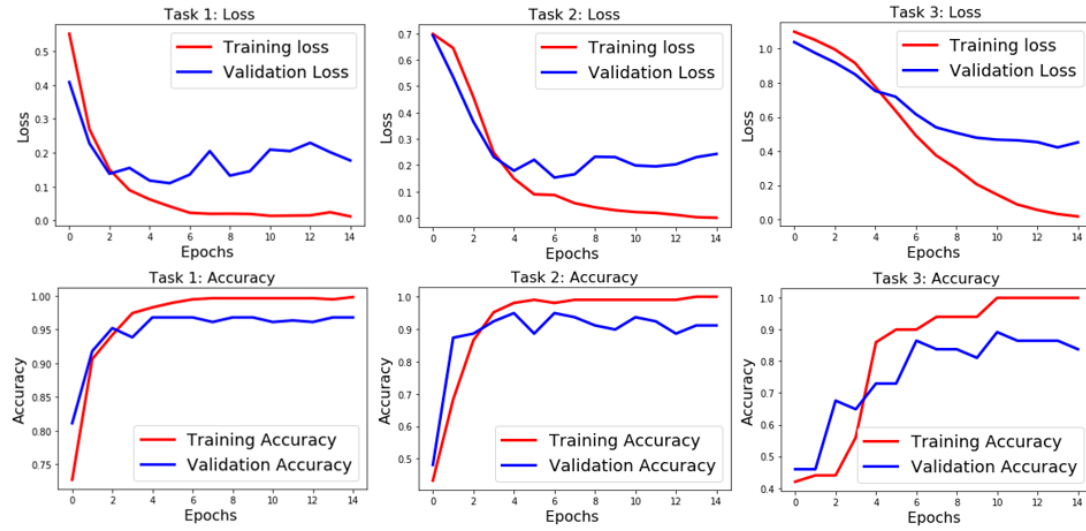 Task 1: Loss
Training loss
Validation Loss
Loss
0.5
0.4
0.3
0.2
0.1
0.0
0 2 4 6 8 10 12 14
Epochs
Task 2: Loss
Training loss
Validation Loss
Loss
0.7
0.6
0.5
0.4
0.3
0.2
0.1
0.0
0 2 4 6 8 10 12 14
Epochs
Task 3: Loss
Training loss
Validation Loss
Loss
1.0
0.8
0.6
0.4
0.2
0.0
0 2 4 6 8 10 12 14
Epochs
Task 1: Accuracy
Accuracy
1.00
0.95
0.90
0.85
0.80
0.75
Training Accuracy
Validation Accuracy
0 2 4 6 8 10 12 14
Epochs
Task 2: Accuracy
Accuracy
1.0
0.9
0.8
0.7
0.6
0.5
Training Accuracy
Validation Accuracy
0 2 4 6 8 10 12 14
Epochs
Task 3: Accuracy
Accuracy
1.0
0.9
0.8
0.7
0.6
0.5
0.4
Training Accuracy
Validation Accuracy
0 2 4 6 8 10 12 14
Epochs